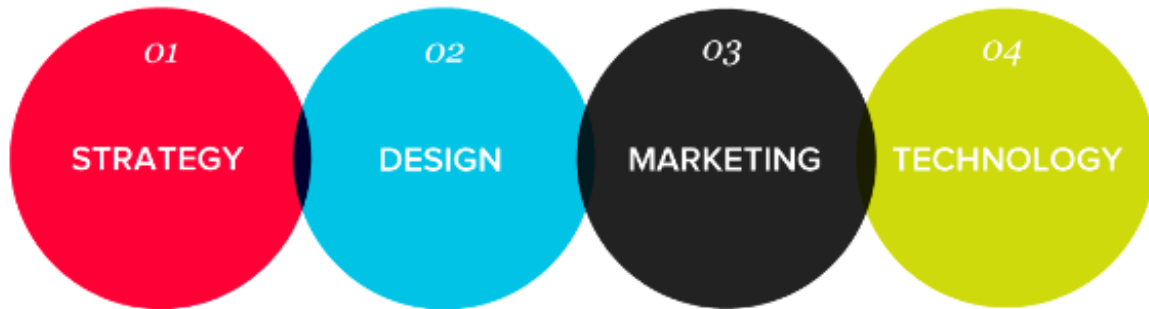 01
STRATEGY
02
DESIGN
03
MARKETING
04
TECHNOLOGY